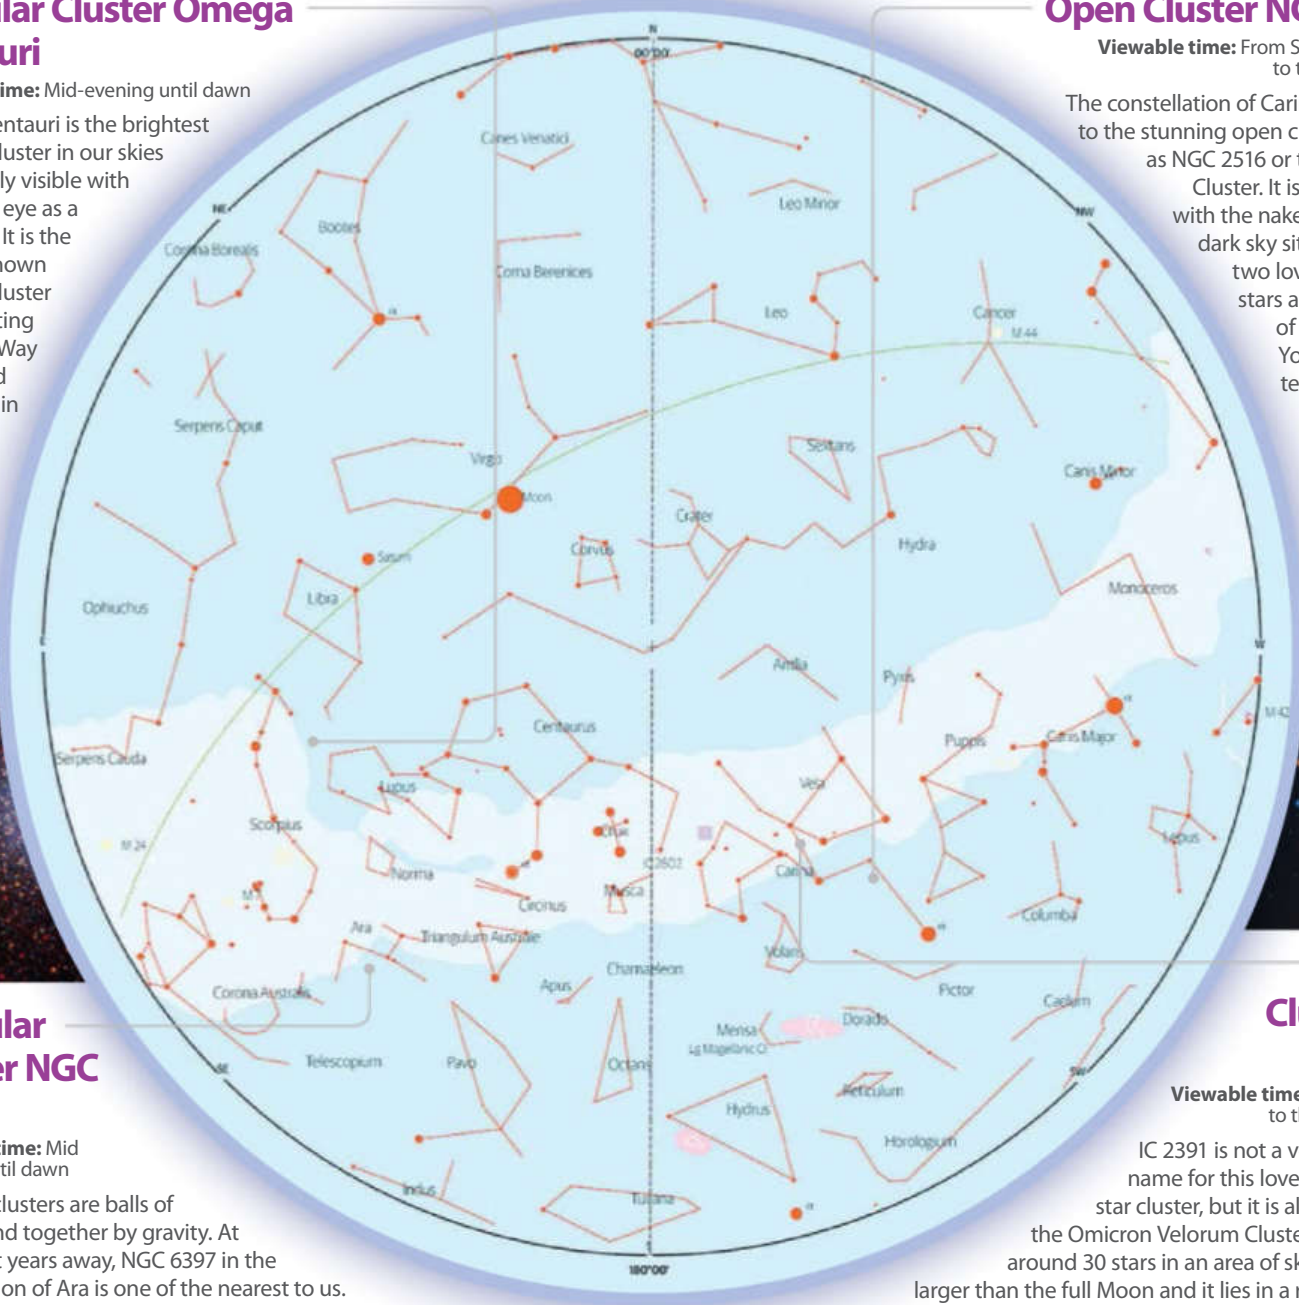 lar Cluster Omega
uri
ime: Mid-evening until dawn
entauri is the brightest
luster in our skies
ly visible with
eye as a
It is the
nown
luster
ting
Way
d
in
Open Cluster NG
Viewable time: From S
to t
The constellation of Cari
to the stunning open c
as NGC 2516 or t
Cluster. It is
with the nake
dark sky sit
two lov
stars a
of
Yo
te
N
00°00'
Canes Venatici
Leo Minor
NE
NW
Bootes
Corona Borealis
Coma Berenices
Leo
Cancer
M 44
Serpens Caput
Virgo
Sextans
Canis Minor
Moon
Crater
Corvus
Hydra
Saturn
Libra
Monoceros
Ophiuchus
E
W
Antlia
Pyxis
Centaurus
Puppis
Canis Major
M 42
Serpens Cauda
Lupus
Vela
Scorpius
Crux
Lepus
M 24
IC2602
Norma
Carina
Musca
M 7
Circinus
Columba
Ara
Triangulum Australe
Volans
Chamaeleon
Apus
Pictor
Corona Australis
Caelum
Mensa
Dorado
Lg Magellanic Cl
Telescopium
Pavo
Octans
SE
SW
Reticulum
Hydrus
Horologium
Indus
Tucana
180°00'
ular
er NGC
time: Mid
til dawn
clusters are balls of
nd together by gravity. At
t years away, NGC 6397 in the
ion of Ara is one of the nearest to us.
Clu
Viewable time
to th
IC 2391 is not a v
name for this love
star cluster, but it is al
the Omicron Velorum Cluste
around 30 stars in an area of sk
larger than the full Moon and it lies in a r